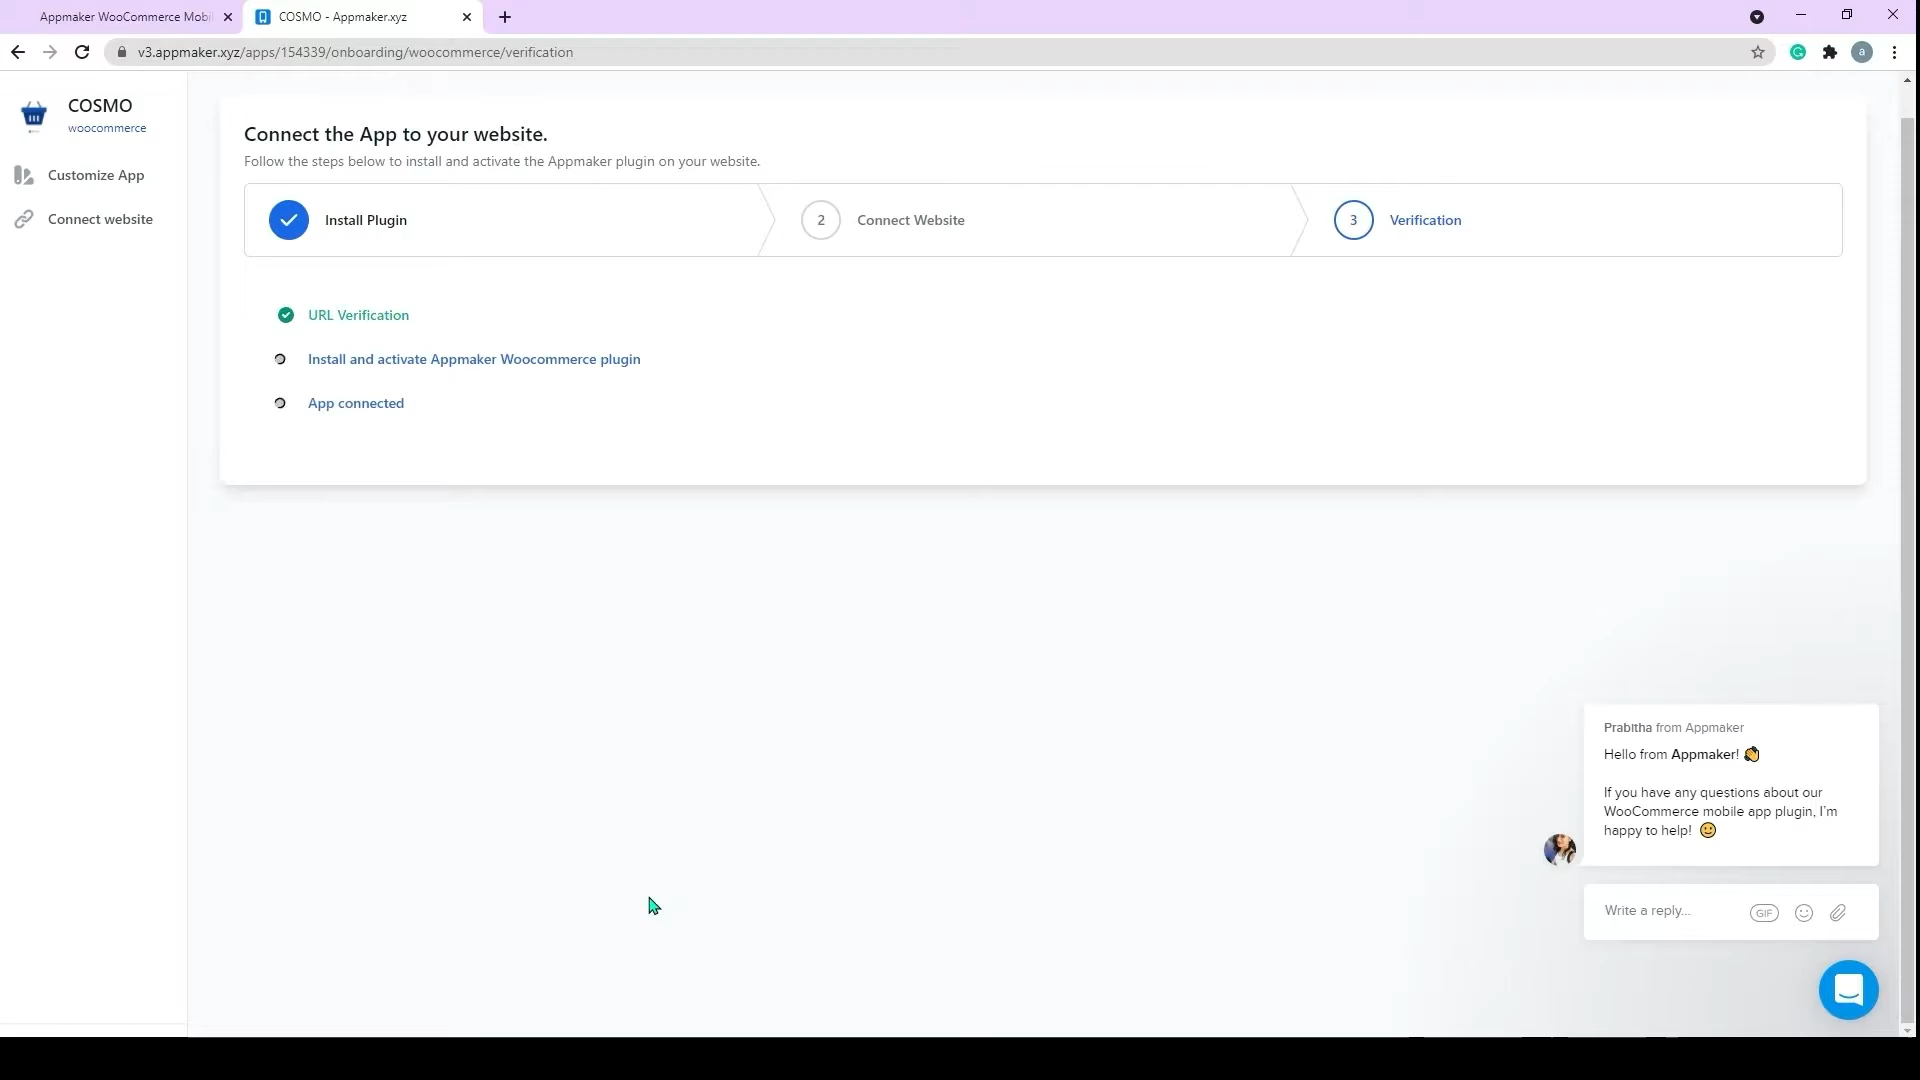 Appmaker WooCommerce Mobil
COSMO - Appmaker.xyz
v3.appmaker.xyz/apps/154339/onboarding/woocommerce/verification
a
COSMO
woocommerce
Customize App
Connect website
Connect the App to your website.
Follow the steps below to install and activate the Appmaker plugin on your website.
Install Plugin
2 Connect Website
3 Verification
URL Verification
Install and activate Appmaker Woocommerce plugin
App connected
Prabitha from Appmaker
Hello from Appmaker! 👏
If you have any questions about our
WooCommerce mobile app plugin, I'm
happy to help! 🙂
Write a reply...
GIF